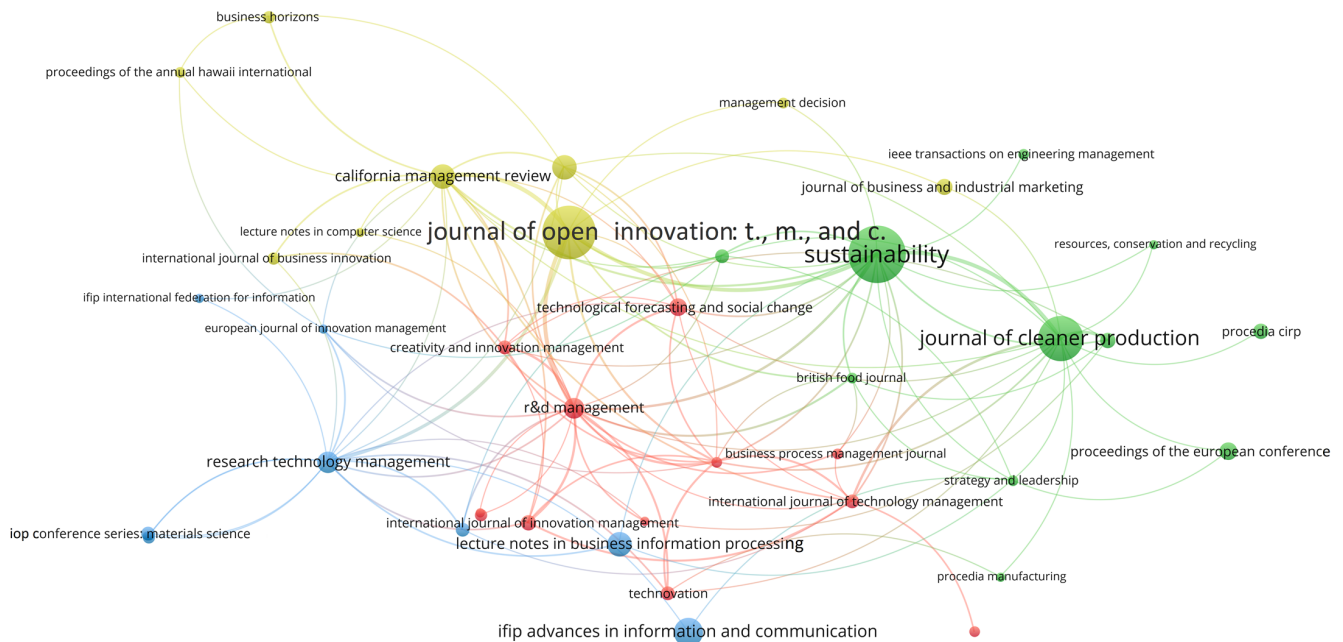 business horizons
proceedings of the annual hawaii international
management decision
ieee transactions on engineering management
california management review
journal of business and industrial marketing
lecture notes in computer science
journal of open innovation: t., m., and c.
sustainability
resources, conservation and recycling
international journal of business innovation
ifip international federation for information
technological forecasting and social change
european journal of innovation management
journal of cleaner production
procedia cirp
creativity and innovation management
british food journal
r&d management
research technology management
business process management journal
proceedings of the european conference
strategy and leadership
international journal of technology management
international journal of innovation management
iop conference series: materials science
lecture notes in business information processing
procedia manufacturing
technovation
ifip advances in information and communication